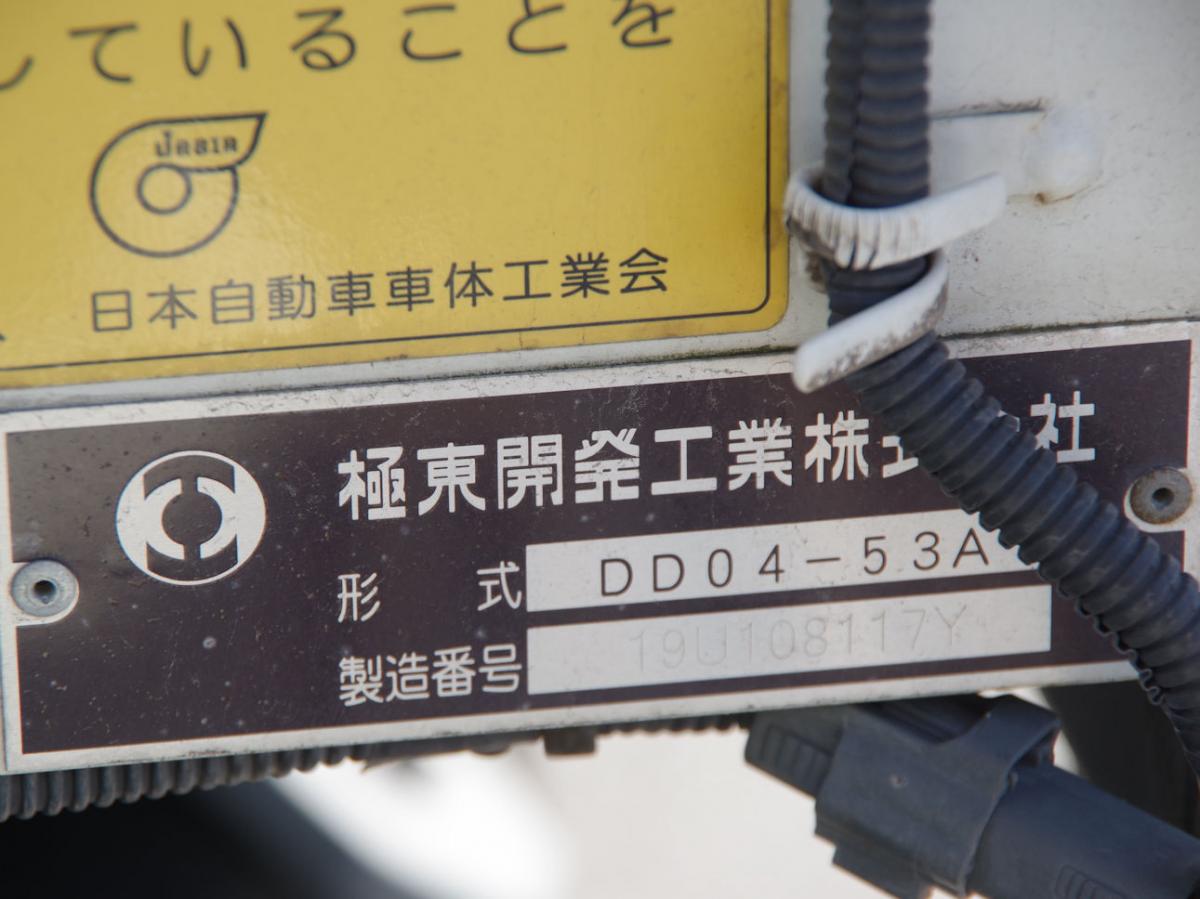 していることを
JABIA
日本自動車車体工業会
極東開発工業株式 社
形 式 DD04-53A
製造番号 19U108117Y